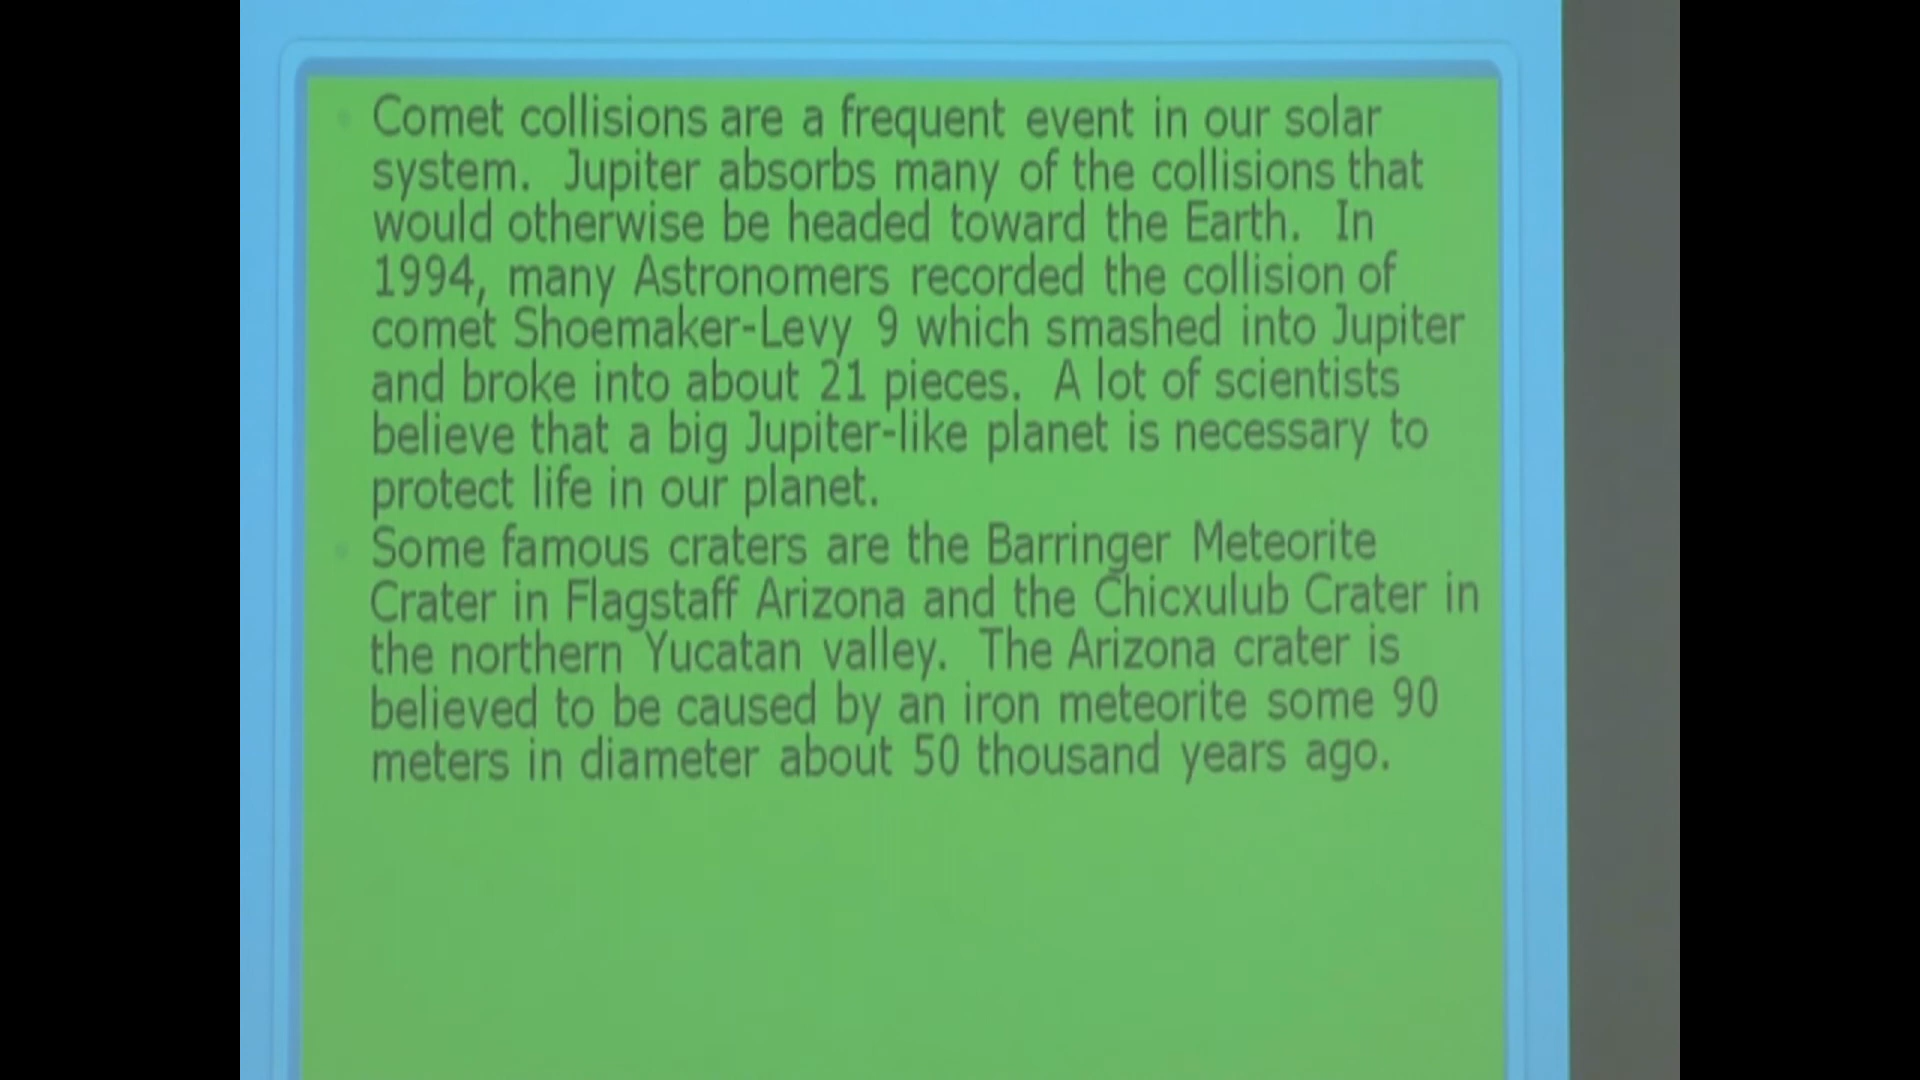 Comet collisions are a frequent event in our solar
system. Jupiter absorbs many of the collisions that
would otherwise be headed toward the Earth. In
1994, many Astronomers recorded the collision of
comet Shoemaker-Levy 9 which smashed into Jupiter
and broke into about 21 pieces. A lot of scientists
believe that a big Jupiter-like planet is necessary to
protect life in our planet.
Some famous craters are the Barringer Meteorite
Crater in Flagstaff Arizona and the Chicxulub Crater in
the northern Yucatan valley. The Arizona crater is
believed to be caused by an iron meteorite some 90
meters in diameter about 50 thousand years ago.